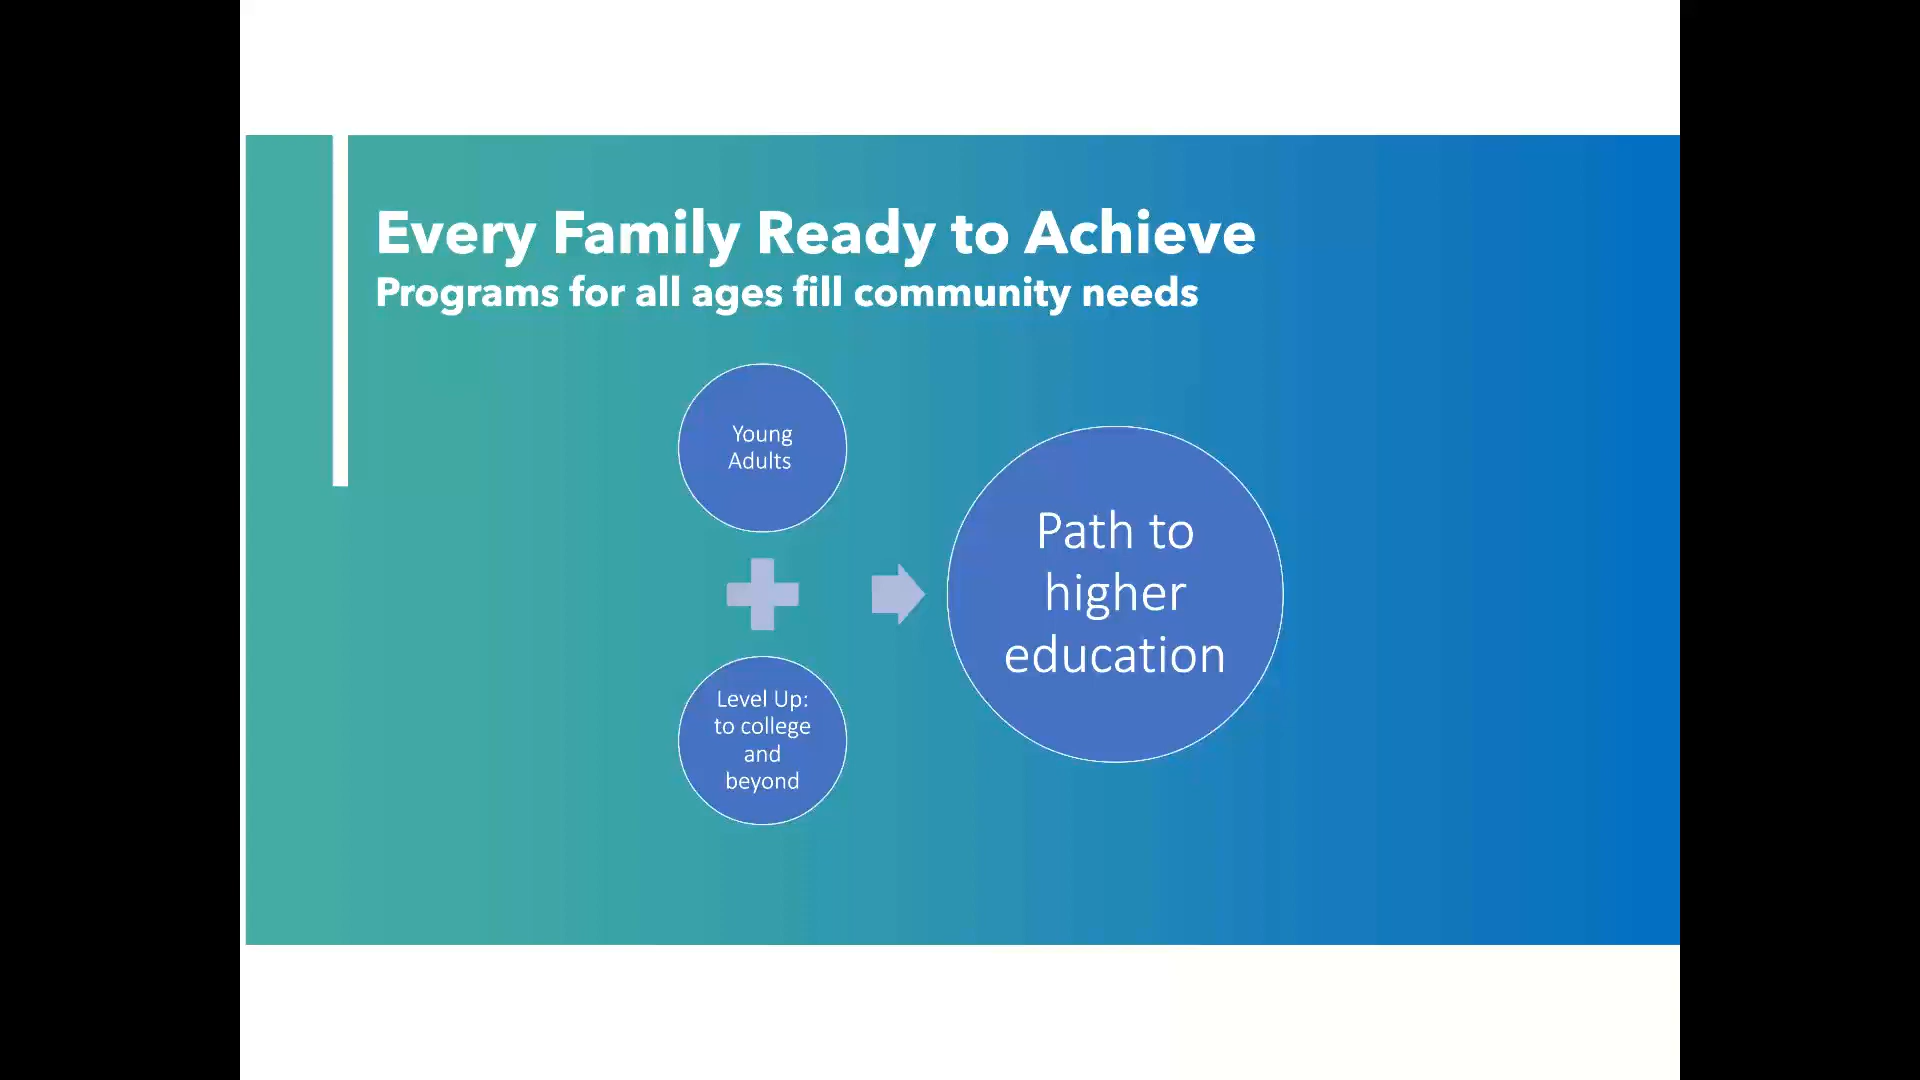 Every Family Ready to Achieve
Programs for all ages fill community needs
Young
Adults
Level Up:
to college
and
beyond
Path to
higher
education